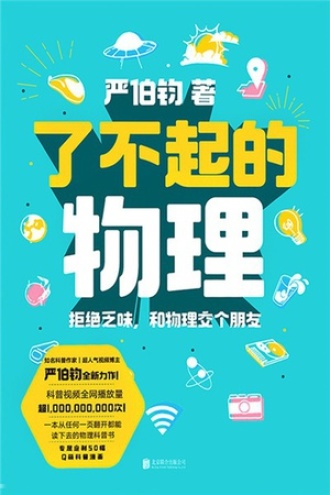 严伯钧 著
了不起的
物理
拒绝乏味，和物理交个朋友
知名科普作家|超人气视频博主
严伯钧全新力作!
科普视频全网播放量
超1,000,000,000次!
一本从任何一页翻开都能
读下去的物理科普书
专属绘制50幅
Q萌科普漫画